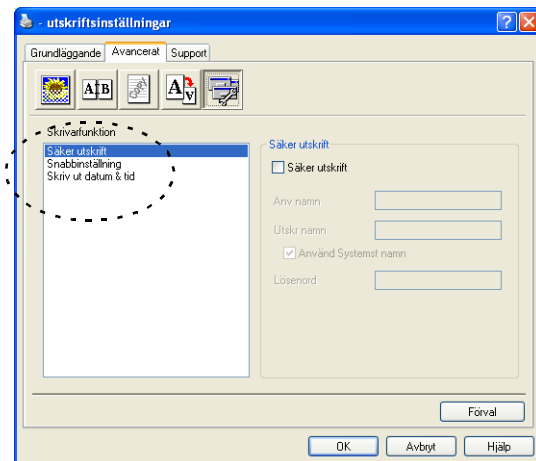 - utskriftsinställningar
Grundläggande Avancerat Support
A B
A A
Skrivarfunktion
Säker utskrift
Snabbinställning
Skriv ut datum & tid
Säker utskrift
Säker utskrift
Anv namn
Utskr namn
Använd Systemst namn
Lösenord
Förval
OK Avbryt Hjälp